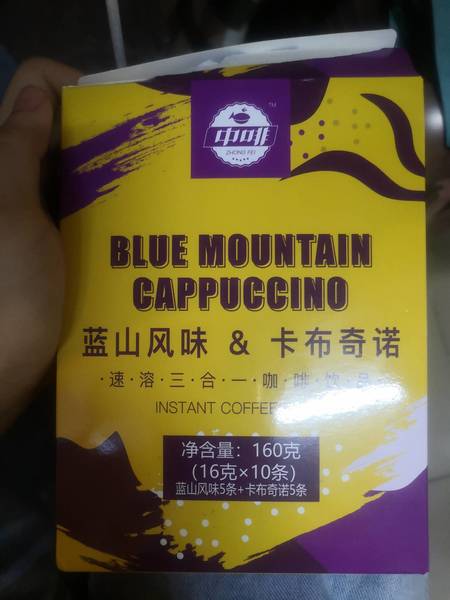 TM
中啡
ZHONG FEI
BLUE MOUNTAIN
CAPPUCCINO
蓝山风味 & 卡布奇诺
·速·溶·三·合·一·咖·啡·饮·品·
INSTANT COFFEE
净含量：160克
(16克×10条)
蓝山风味5条+卡布奇诺5条